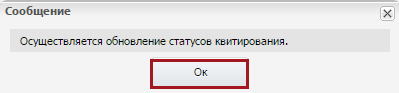 Сообщение
Осуществляется обновление статусов квитирования.
Ок